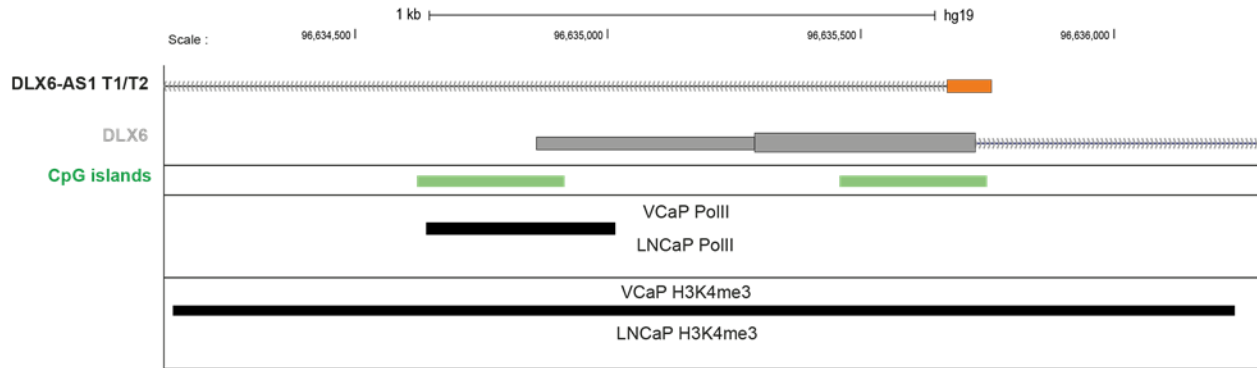 1 kb hg19
Scale : 96,634,500 96,635,000 96,635,500 96,636,000
DLX6-AS1 T1/T2
DLX6
CpG islands
VCaP PolII
LNCaP PolII
VCaP H3K4me3
LNCaP H3K4me3